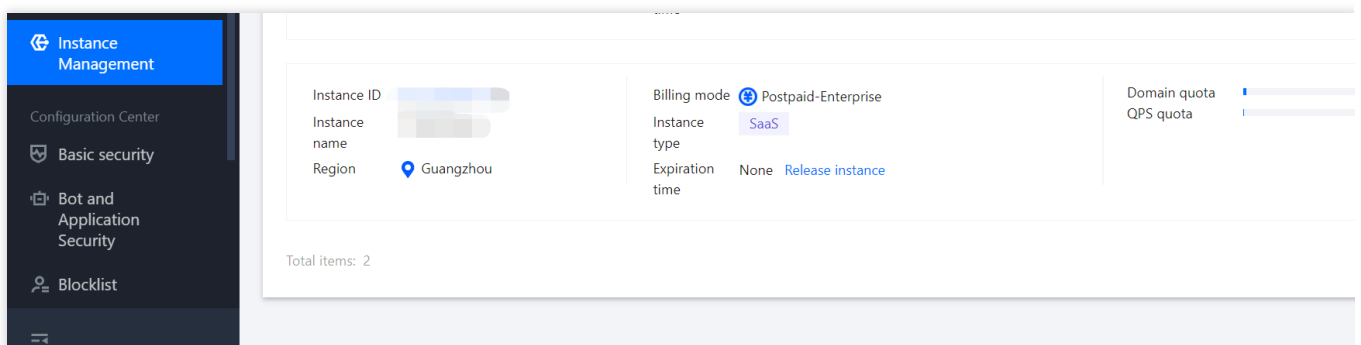 Instance
Management
Configuration Center
Basic security
Bot and
Application
Security
Blocklist
Instance ID
Instance
name
Region Guangzhou
Billing mode Postpaid-Enterprise
Instance
type
SaaS
Expiration
time
None Release instance
Domain quota
QPS quota
Total items: 2